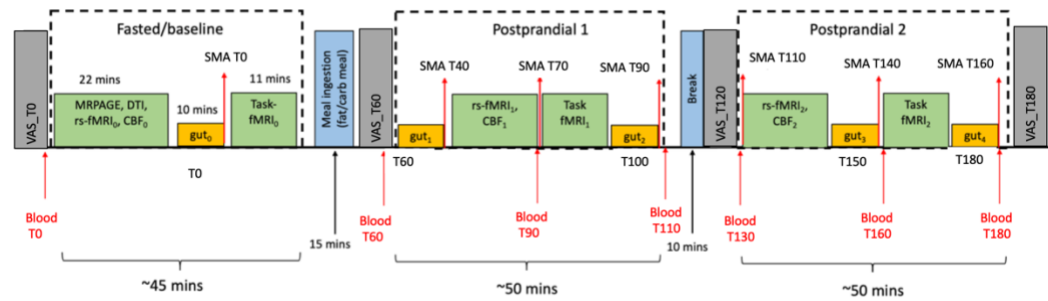 Fasted/baseline
Postprandial 1
Postprandial 2
VAS_T0
22 mins
MRPAGE, DTI,
rs-fMRI0, CBF0
10 mins
gut0
SMA T0
11 mins
Task-
fMRI0
Meal ingestion
(fat/carb meal)
VAS_T60
SMA T40
gut1
rs-fMRI1,
CBF1
SMA T70
Task
fMRI1
SMA T90
gut2
Break
VAS_T120
SMA T110
rs-fMRI2,
CBF2
SMA T140
gut3
Task
fMRI2
SMA T160
gut4
VAS_T180
T0
T60
T100
T150
T180
Blood
T0
15 mins
Blood
T60
Blood
T90
Blood
T110
10 mins
Blood
T130
Blood
T160
Blood
T180
~45 mins
~50 mins
~50 mins